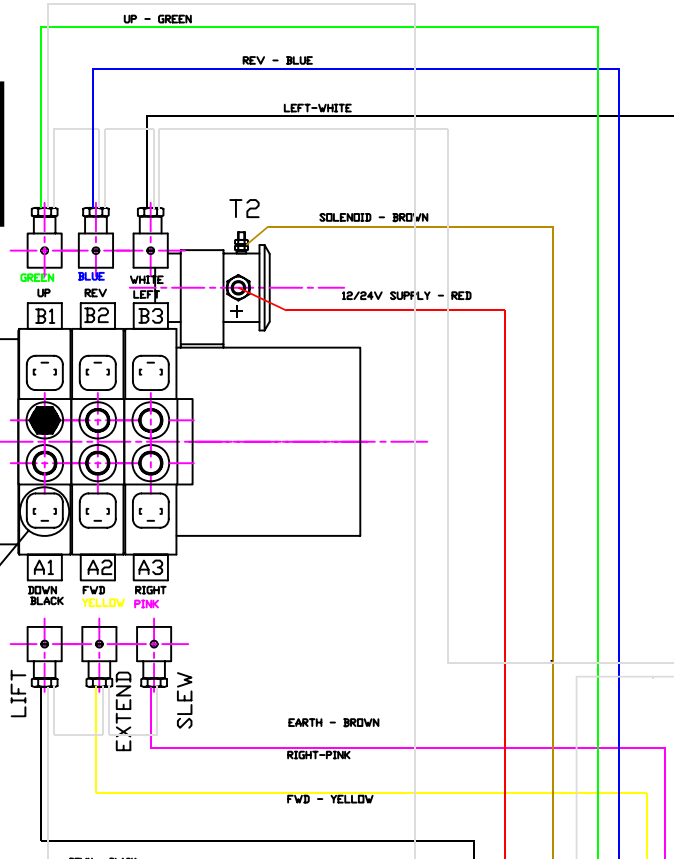 UP - GREEN
REV - BLUE
LEFT-WHITE
T2
SOLENOID - BROWN
GREEN
BLUE
WHITE
UP
REV
LEFT
12/24V SUPPLY - RED
+
B1
B2
B3
A1
A2
A3
DOWN
FWD
RIGHT
BLACK
YELLOW
PINK
LIFT
EXTEND
SLEW
EARTH - BROWN
RIGHT-PINK
FWD - YELLOW